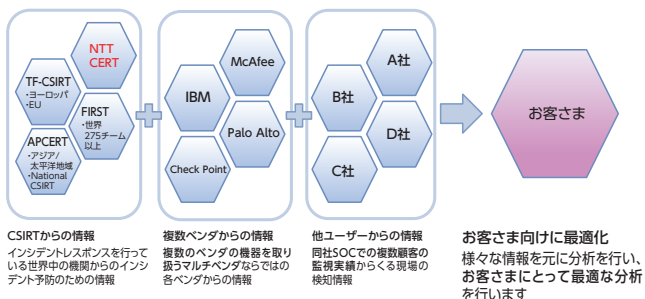 NTT
CERT
TF-CSIRT
・ヨーロッパ
・EU
FIRST
・世界
275チーム
以上
APCERT
・アジア/
太平洋地域
・National
CSIRT
McAfee
IBM
Palo Alto
Check Point
A社
B社
D社
C社
お客さま
CSIRTからの情報
インシデントレスポンスを行って
いる世界中の機関からのインシ
デント予防のための情報
複数ベンダからの情報
複数のベンダの機器を取り
扱うマルチベンダならではの
各ベンダからの情報
他ユーザーからの情報
同社SOCでの複数顧客の
監視実績からくる現場の
検知情報
お客さま向けに最適化
様々な情報を元に分析を行い、
お客さまにとって最適な分析
を行います